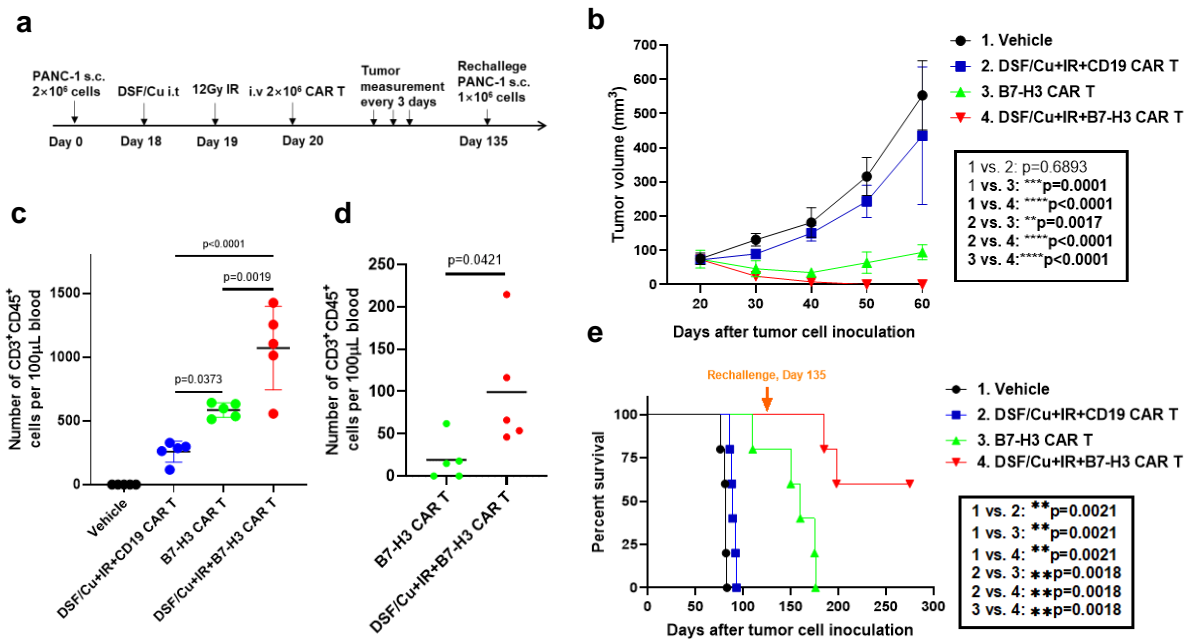 a
PANC-1 s.c.
2×10⁶ cells
DSF/Cu i.t
12Gy IR
i.v 2×10⁶ CAR T
Tumor
measurement
every 3 days
Rechallege
PANC-1 s.c.
1×10⁶ cells
Day 0
Day 18
Day 19
Day 20
Day 135
b
Tumor volume (mm³)
700
600
500
400
300
200
100
0
20
30
40
50
60
Days after tumor cell inoculation
1. Vehicle
2. DSF/Cu+IR+CD19 CAR T
3. B7-H3 CAR T
4. DSF/Cu+IR+B7-H3 CAR T
1 vs. 2: p=0.6893
1 vs. 3: ***p=0.0001
1 vs. 4: ****p<0.0001
2 vs. 3: **p=0.0017
2 vs. 4: ****p<0.0001
3 vs. 4:****p<0.0001
c
Number of CD3⁺CD45⁺
cells per 100μL blood
1500
1000
500
0
p<0.0001
p=0.0019
p=0.0373
Vehicle
DSF/Cu+IR+CD19 CAR T
B7-H3 CAR T
DSF/Cu+IR+B7-H3 CAR T
d
Number of CD3⁺CD45⁺
cells per 100μL blood
250
200
150
100
50
0
p=0.0421
B7-H3 CAR T
DSF/Cu+IR+B7-H3 CAR T
e
Rechallenge, Day 135
Percent survival
100
75
50
25
0
0
50
100
150
200
250
300
Days after tumor cell inoculation
1. Vehicle
2. DSF/Cu+IR+CD19 CAR T
3. B7-H3 CAR T
4. DSF/Cu+IR+B7-H3 CAR T
1 vs. 2: **p=0.0021
1 vs. 3: **p=0.0021
1 vs. 4: **p=0.0021
2 vs. 3: **p=0.0018
2 vs. 4: **p=0.0018
3 vs. 4: **p=0.0018